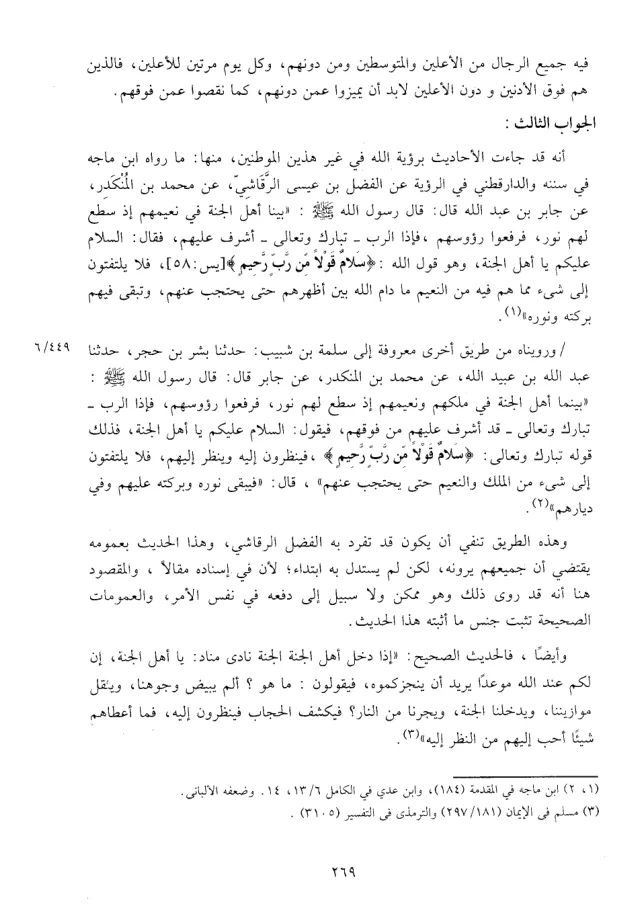 فيه جميع الرجال من الأعلين والمتوسطين ومن دونهم، وكل يوم مرتين للأعلين، فالذين
هم فوق الأدنين و دون الأعلين لابد أن يميزوا عمن دونهم، كما نقصوا عمن فوقهم.
الجواب الثالث :
أنه قد جاءت الأحاديث برؤية الله في غير هذين الموطنين، منها: ما رواه ابن ماجه
في سننه والدارقطني في الرؤية عن الفضل بن عيسى الرَّقَاشِيّ، عن محمد بن المُنْكَدِر،
عن جابر بن عبد الله قال: قال رسول الله ﷺ : «بينا أهل الجنة في نعيمهم إذ سطع
لهم نور، فرفعوا رؤوسهم ،فإذا الرب ـ تبارك وتعالى ـ أشرف عليهم، فقال: السلام
عليكم يا أهل الجنة، وهو قول الله :﴿سَلامٌ قَوْلاً مِّن رَّبٍّ رَّحِيمٍ﴾[يس:٥٨]، فلا يلتفتون
إلى شىء مما هم فيه من النعيم ما دام الله بين أظهرهم حتى يحتجب عنهم، وتبقى فيهم
بركته ونوره»(١).
/ ورويناه من طريق أخرى معروفة إلى سلمة بن شبيب: حدثنا بشر بن حجر، حدثنا ٦/٤٤٩
عبد الله بن عبيد الله، عن محمد بن المنكدر، عن جابر قال: قال رسول الله ﷺ :
«بينما أهل الجنة في ملكهم ونعيمهم إذ سطع لهم نور، فرفعوا رؤوسهم، فإذا الرب ـ
تبارك وتعالى ـ قد أشرف عليهم من فوقهم، فيقول: السلام عليكم يا أهل الجنة، فذلك
قوله تبارك وتعالى: ﴿سَلامٌ قَوْلاً مِّن رَّبٍّ رَّحِيمٍ﴾ ،فينظرون إليه وينظر إليهم، فلا يلتفتون
إلى شىء من الملك والنعيم حتى يحتجب عنهم» ، قال: «فيبقى نوره وبركته عليهم وفي
ديارهم»(٢).
وهذه الطريق تنفي أن يكون قد تفرد به الفضل الرقاشي، وهذا الحديث بعمومه
يقتضي أن جميعهم يرونه، لكن لم يستدل به ابتداء؛ لأن في إسناده مقالاً ، والمقصود
هنا أنه قد روى ذلك وهو ممكن ولا سبيل إلى دفعه في نفس الأمر، والعمومات
الصحيحة تثبت جنس ما أثبته هذا الحديث.
وأيضًا ، فالحديث الصحيح: «إذا دخل أهل الجنة الجنة نادى مناد: يا أهل الجنة، إن
لكم عند الله موعدًا يريد أن ينجزكموه، فيقولون : ما هو ؟ ألم يبيض وجوهنا، ويثقل
موازيننا، ويدخلنا الجنة، ويجرنا من النار؟ فيكشف الحجاب فينظرون إليه، فما أعطاهم
شيئًا أحب إليهم من النظر إليه»(٣).
(١، ٢) ابن ماجه في المقدمة (١٨٤)، وابن عدي في الكامل ١٣/٦، ١٤. وضعفه الألبانى.
(٣) مسلم فى الإيمان (٢٩٧/١٨١) والترمذى فى التفسير (٣١٠٥) .
٢٦٩